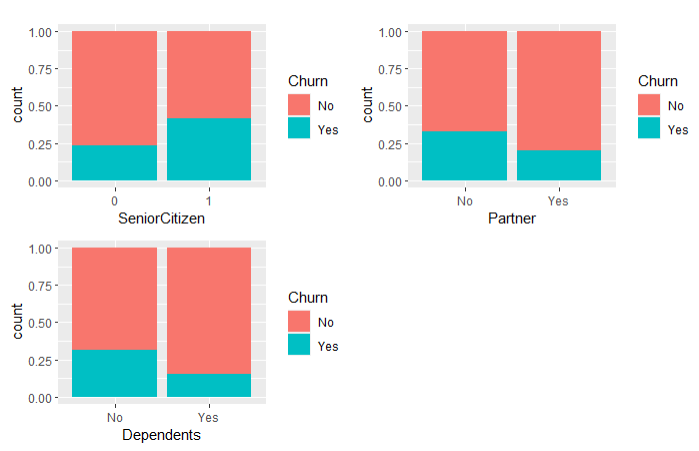 1.00
0.75
0.50
0.25
0.00
count
0 1
SeniorCitizen
Churn
No
Yes
1.00
0.75
0.50
0.25
0.00
count
No Yes
Partner
Churn
No
Yes
1.00
0.75
0.50
0.25
0.00
count
No Yes
Dependents
Churn
No
Yes